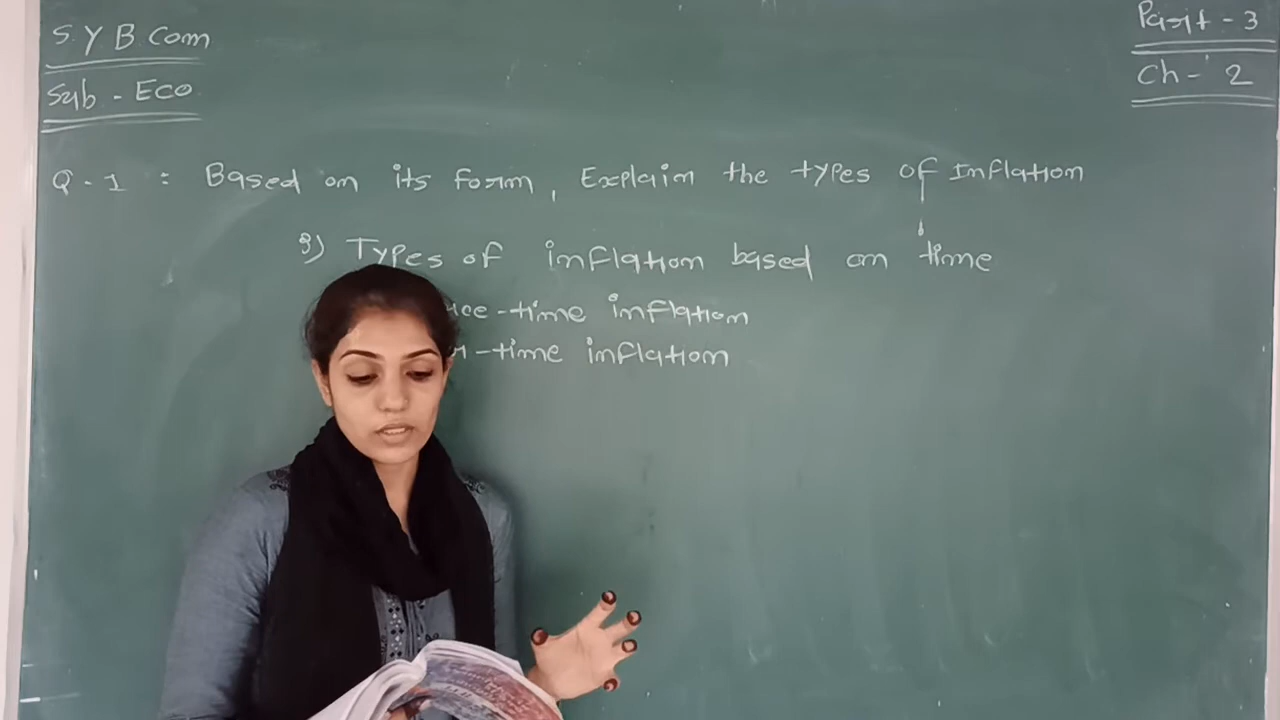 S.Y B.Com
Sub - Eco
Part - 3
Ch - 2
Q-1 : Based on its form, Explain the types of Inflation
3) Types of inflation based on time
-time inflation
-time inflation